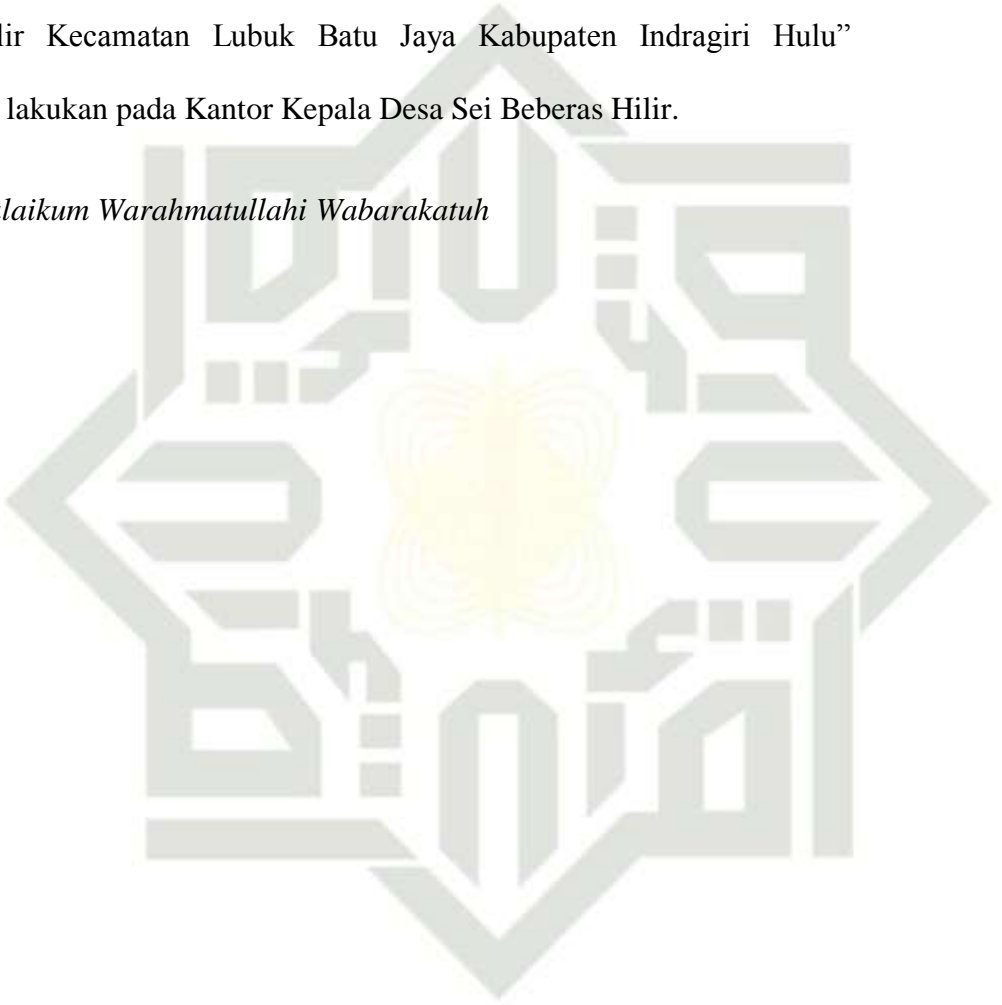 lir Kecamatan Lubuk Batu Jaya Kabupaten Indragiri Hulu”
lakukan pada Kantor Kepala Desa Sei Beberas Hilir.
laikum Warahmatullahi Wabarakatuh